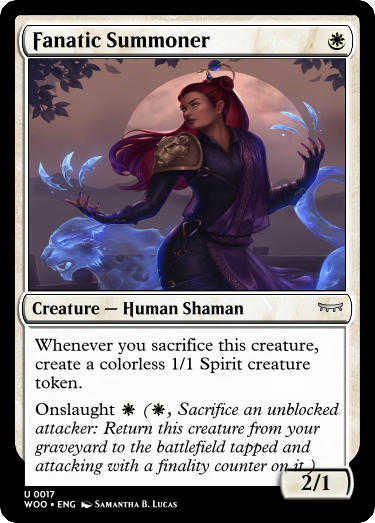 Fanatic Summoner
Creature — Human Shaman
Whenever you sacrifice this creature,
create a colorless 1/1 Spirit creature
token.
Onslaught (, Sacrifice an unblocked
attacker: Return this creature from your
graveyard to the battlefield tapped and
attacking with a finality counter on it.)
2/1
U 0017
WOO • ENG Samantha B. Lucas